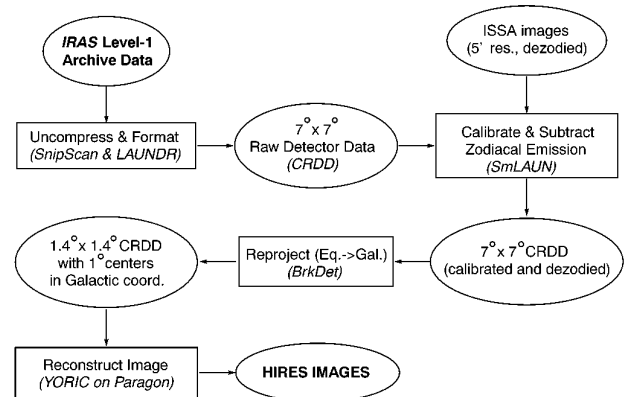 IRAS Level-1
Archive Data
ISSA images
(5' res., dezodied)
Uncompress & Format
(SnipScan & LAUNDR)
7° x 7°
Raw Detector Data
(CRDD)
Calibrate & Subtract
Zodiacal Emission
(SmLAUN)
1.4° x 1.4° CRDD
with 1° centers
in Galactic coord.
Reproject (Eq.->Gal.)
(BrkDet)
7° x 7° CRDD
(calibrated and dezodied)
Reconstruct Image
(YORIC on Paragon)
HIRES IMAGES